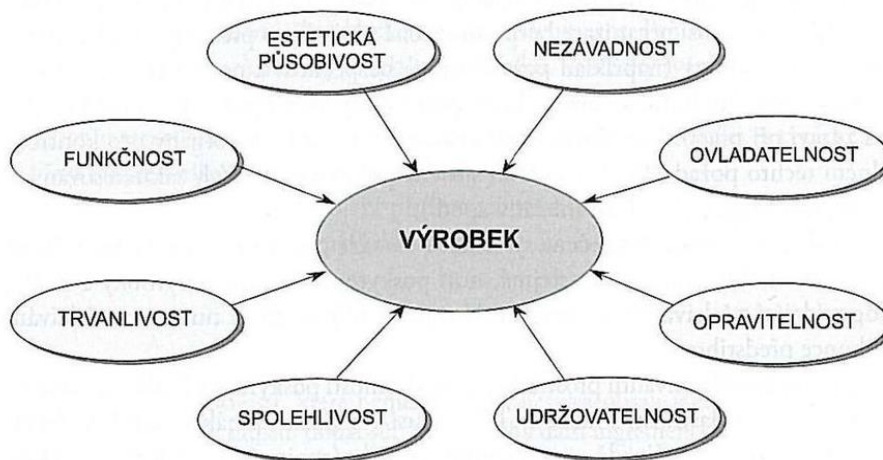 ESTETICKÁ
PŮSOBIVOST
NEZÁVADNOST
FUNKČNOST
OVLADATELNOST
VÝROBEK
TRVANLIVOST
OPRAVITELNOST
SPOLEHLIVOST
UDRŽOVATELNOST